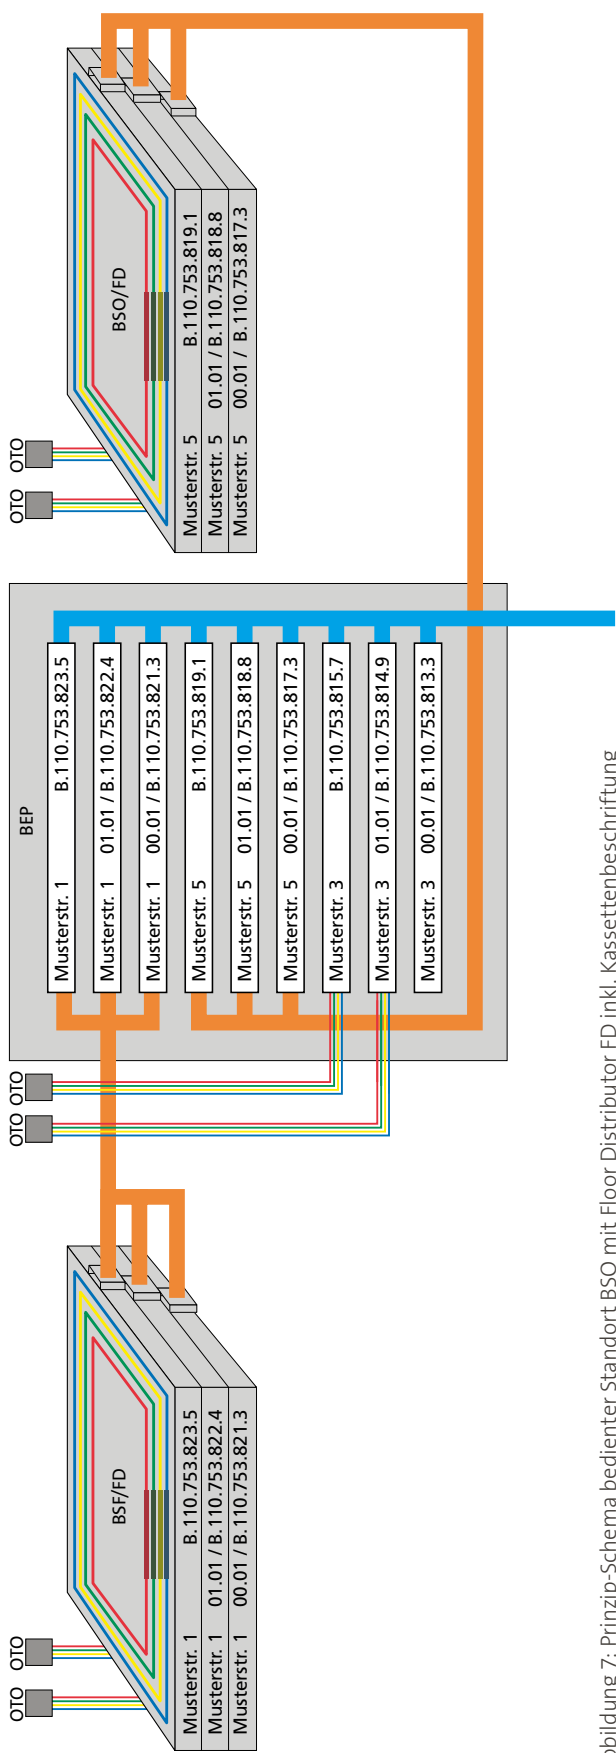 OTO
OTO
BSF/FD
Musterstr. 1 B.110.753.823.5
Musterstr. 1 01.01 / B.110.753.822.4
Musterstr. 1 00.01 / B.110.753.821.3
OTO
OTO
BEP
Musterstr. 1 B.110.753.823.5
Musterstr. 1 01.01 / B.110.753.822.4
Musterstr. 1 00.01 / B.110.753.821.3
Musterstr. 5 B.110.753.819.1
Musterstr. 5 01.01 / B.110.753.818.8
Musterstr. 5 00.01 / B.110.753.817.3
Musterstr. 3 B.110.753.815.7
Musterstr. 3 01.01 / B.110.753.814.9
Musterstr. 3 00.01 / B.110.753.813.3
OTO
OTO
BSO/FD
Musterstr. 5 B.110.753.819.1
Musterstr. 5 01.01 / B.110.753.818.8
Musterstr. 5 00.01 / B.110.753.817.3
bbildung 7: Prinzip-Schema bedienter Standort BSO mit Floor Distributor FD inkl. Kassettenbeschriftung